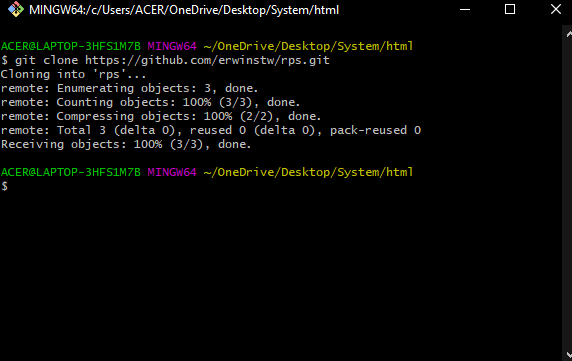 MINGW64:/c/Users/ACER/OneDrive/Desktop/System/html
ACER@LAPTOP-3HFS1M7B MINGW64 ~/OneDrive/Desktop/System/html
$ git clone https://github.com/erwinstw/rps.git
Cloning into 'rps'...
remote: Enumerating objects: 3, done.
remote: Counting objects: 100% (3/3), done.
remote: Compressing objects: 100% (2/2), done.
remote: Total 3 (delta 0), reused 0 (delta 0), pack-reused 0
Receiving objects: 100% (3/3), done.
ACER@LAPTOP-3HFS1M7B MINGW64 ~/OneDrive/Desktop/System/html
$